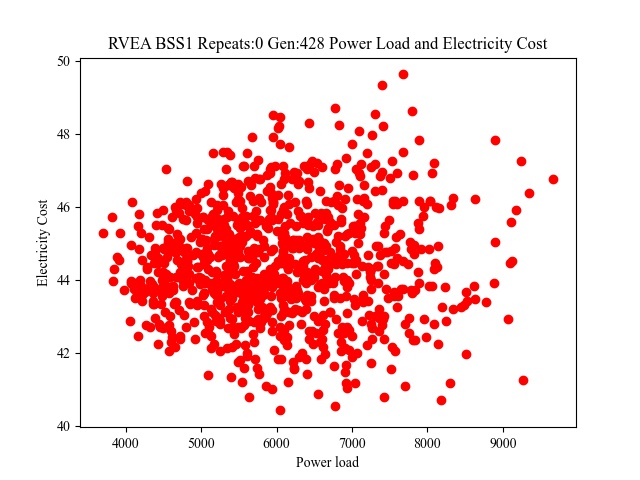 RVEA BSS1 Repeats:0 Gen:428 Power Load and Electricity Cost
50
48
46
44
42
40
Electricity Cost
4000 5000 6000 7000 8000 9000
Power load